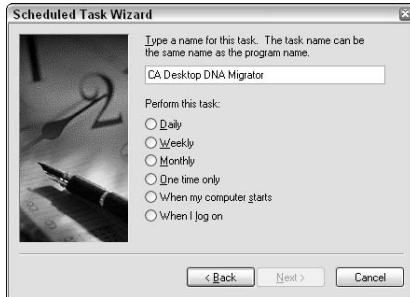 Scheduled Task Wizard
Type a name for this task. The task name can be
the same name as the program name.
CA Desktop DNA Migrator
Perform this task:
Daily
Weekly
Monthly
One time only
When my computer starts
When I log on
< Back
Next >
Cancel